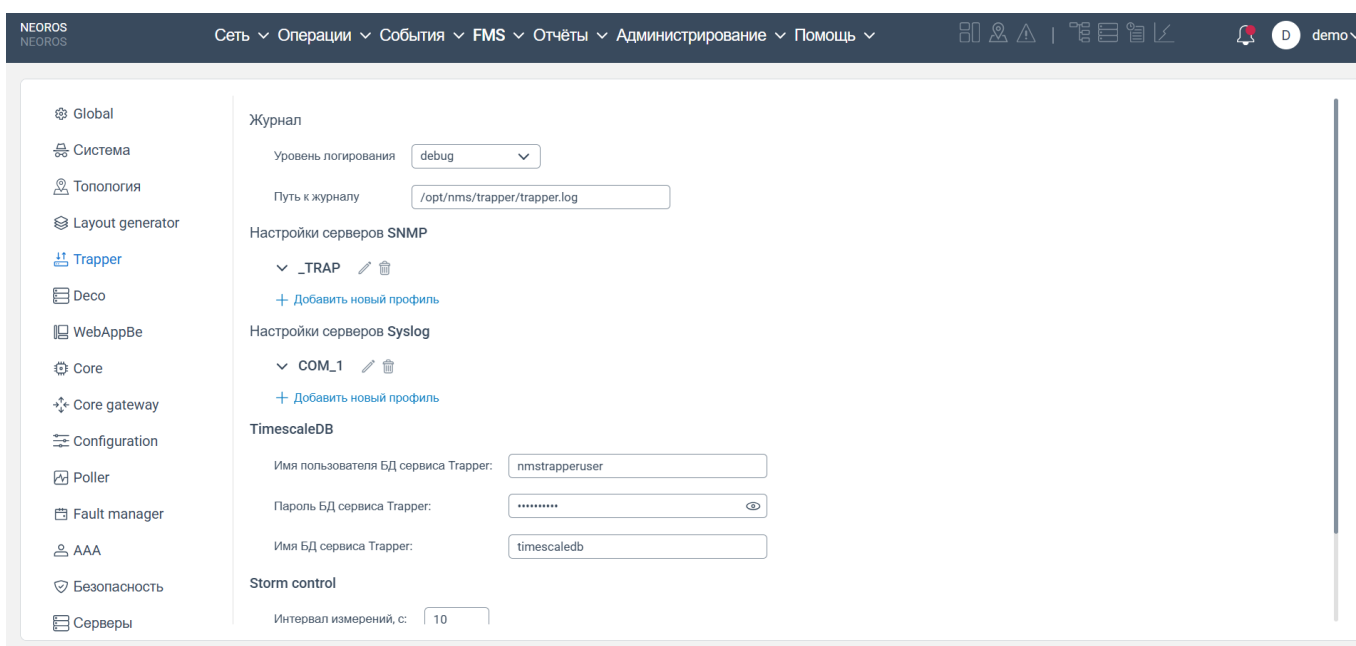 NEOROS
NEOROS
Сеть Операции События FMS Отчёты Администрирование Помощь
D demo
Global
Система
Топология
Layout generator
Trapper
Deco
WebAppBe
Core
Core gateway
Configuration
Poller
Fault manager
AAA
Безопасность
Серверы
Журнал
Уровень логирования debug
Путь к журналу /opt/nms/trapper/trapper.log
Настройки серверов SNMP
_TRAP
+ Добавить новый профиль
Настройки серверов Syslog
COM_1
+ Добавить новый профиль
TimescaleDB
Имя пользователя БД сервиса Trapper: nmstrapperuser
Пароль БД сервиса Trapper: ••••••••••
Имя БД сервиса Trapper: timescaledb
Storm control
Интервал измерений, с: 10